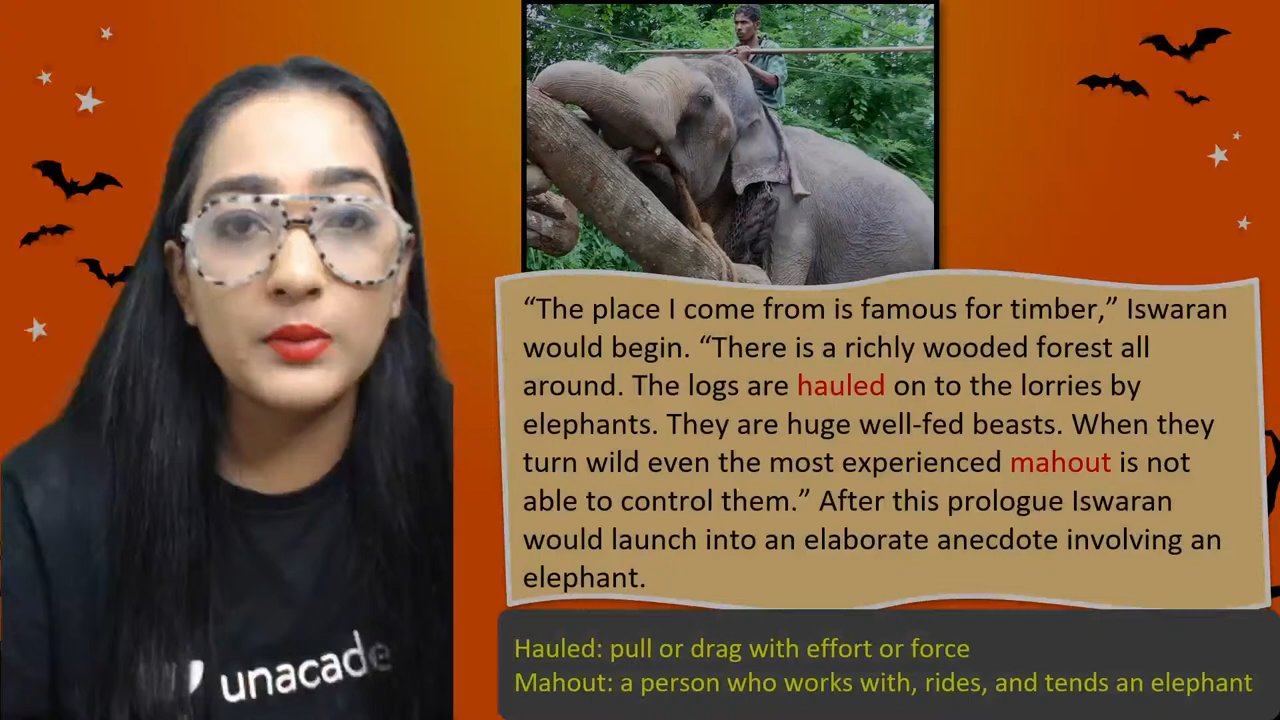 “The place I come from is famous for timber,” Iswaran
would begin. “There is a richly wooded forest all
around. The logs are hauled on to the lorries by
elephants. They are huge well-fed beasts. When they
turn wild even the most experienced mahout is not
able to control them.” After this prologue Iswaran
would launch into an elaborate anecdote involving an
elephant.
Hauled: pull or drag with effort or force
Mahout: a person who works with, rides, and tends an elephant
unacade